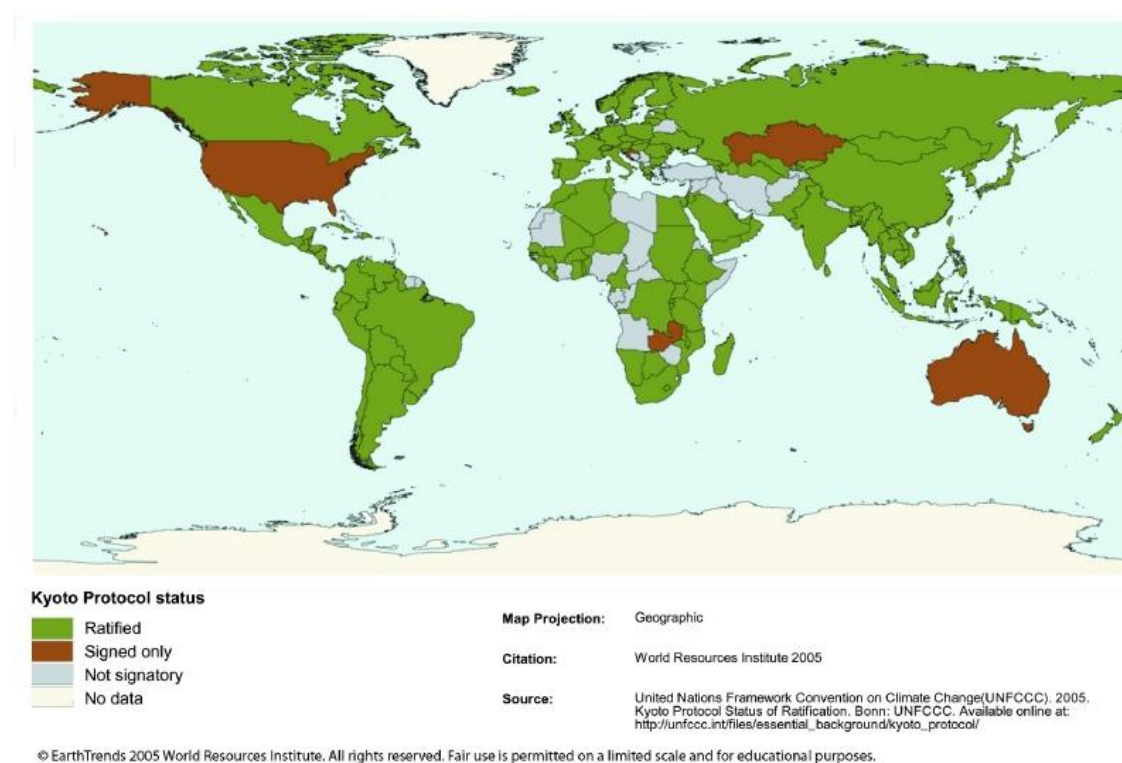 Kyoto Protocol status
Ratified
Signed only
Not signatory
No data
Map Projection: Geographic
Citation: World Resources Institute 2005
Source: United Nations Framework Convention on Climate Change(UNFCCC). 2005.
Kyoto Protocol Status of Ratification. Bonn: UNFCCC. Available online at:
http://unfccc.int/files/essential_background/kyoto_protocol/
© EarthTrends 2005 World Resources Institute. All rights reserved. Fair use is permitted on a limited scale and for educational purposes.